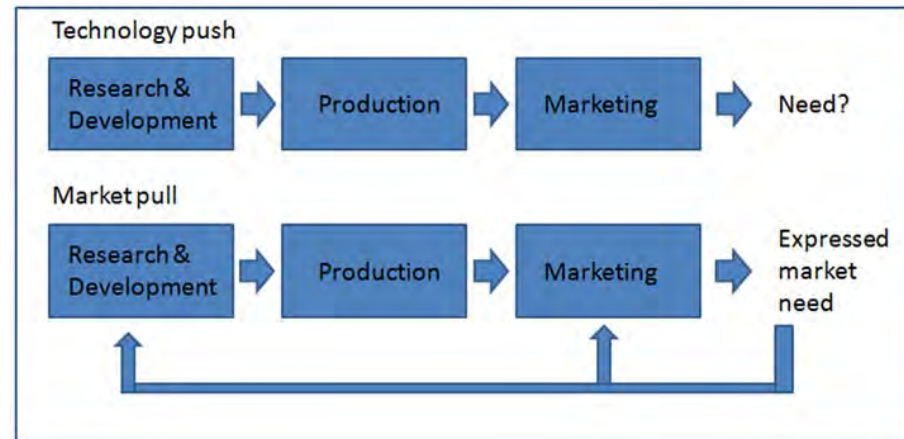 Technology push
Research &
Development
Production
Marketing
Need?
Market pull
Research &
Development
Production
Marketing
Expressed
market
need